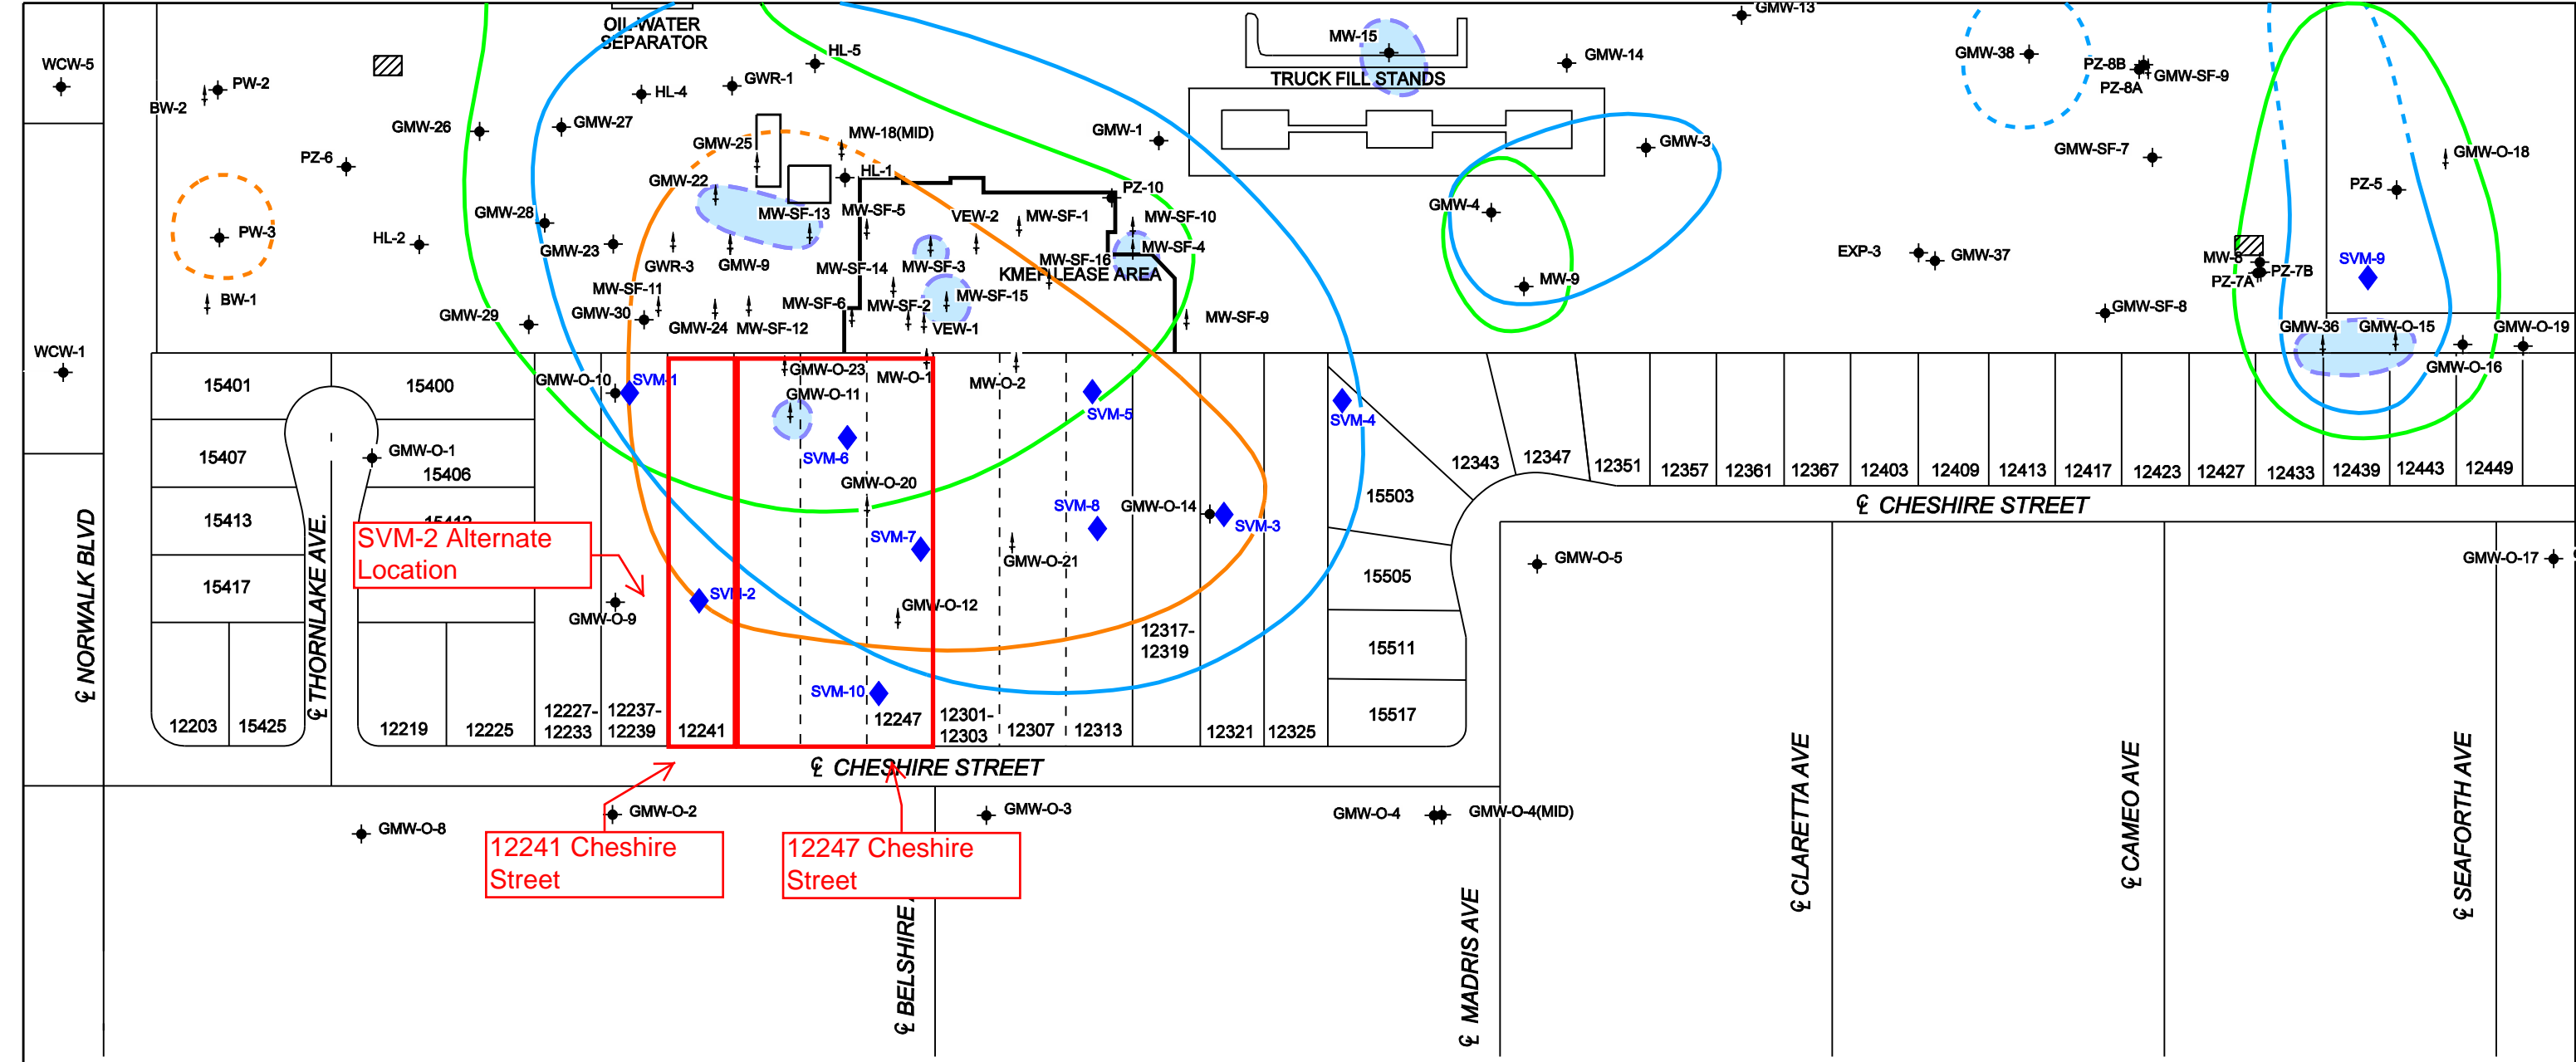 OIL-WATER
SEPARATOR
GMW-13
WCW-5
PW-2
BW-2
HL-5
GWR-1
HL-4
MW-15
TRUCK FILL STANDS
GMW-14
GMW-38
PZ-8B
GMW-SF-9
PZ-8A
GMW-26
GMW-27
GMW-25
MW-18(MID)
GMW-1
GMW-3
GMW-SF-7
GMW-O-18
PZ-6
HL-1
GMW-22
PZ-10
PZ-5
GMW-28
MW-SF-13
MW-SF-5
VEW-2
MW-SF-1
MW-SF-10
GMW-4
PW-3
HL-2
GMW-23
MW-SF-4
EXP-3
GMW-37
MW-8
SVM-9
GWR-3
GMW-9
MW-SF-14
MW-SF-3
MW-SF-16
KMEP LEASE AREA
PZ-7B
PZ-7A
MW-9
BW-1
MW-SF-11
MW-SF-6
MW-SF-2
MW-SF-15
GMW-29
GMW-30
GMW-24
MW-SF-12
VEW-1
MW-SF-9
GMW-SF-8
GMW-36
GMW-O-15
GMW-O-19
WCW-1
15401
15400
GMW-O-10
SVM-1
GMW-O-23
MW-O-1
MW-O-2
GMW-O-16
GMW-O-11
SVM-5
SVM-4
15407
GMW-O-1
15406
SVM-6
12343
12347
12351
12357
12361
12367
12403
12409
12413
12417
12423
12427
12433
12439
12443
12449
GMW-O-20
15503
15413
15412
SVM-8
GMW-O-14
SVM-3
℄ CHESHIRE STREET
SVM-2 Alternate
Location
SVM-7
GMW-O-21
GMW-O-5
GMW-O-17
15417
15505
SVM-2
GMW-O-9
GMW-O-12
12317-
12319
15511
℄ NORWALK BLVD
℄ THORNLAKE AVE.
SVM-10
12203
15425
12219
12225
12227-
12233
12237-
12239
12241
12247
12301-
12303
12307
12313
12321
12325
15517
℄ CHESHIRE STREET
GMW-O-8
GMW-O-2
GMW-O-3
GMW-O-4
GMW-O-4(MID)
12241 Cheshire
Street
12247 Cheshire
Street
℄ BELSHIRE
℄ MADRIS AVE
℄ CLARETTA AVE
℄ CAMEO AVE
℄ SEAFORTH AVE